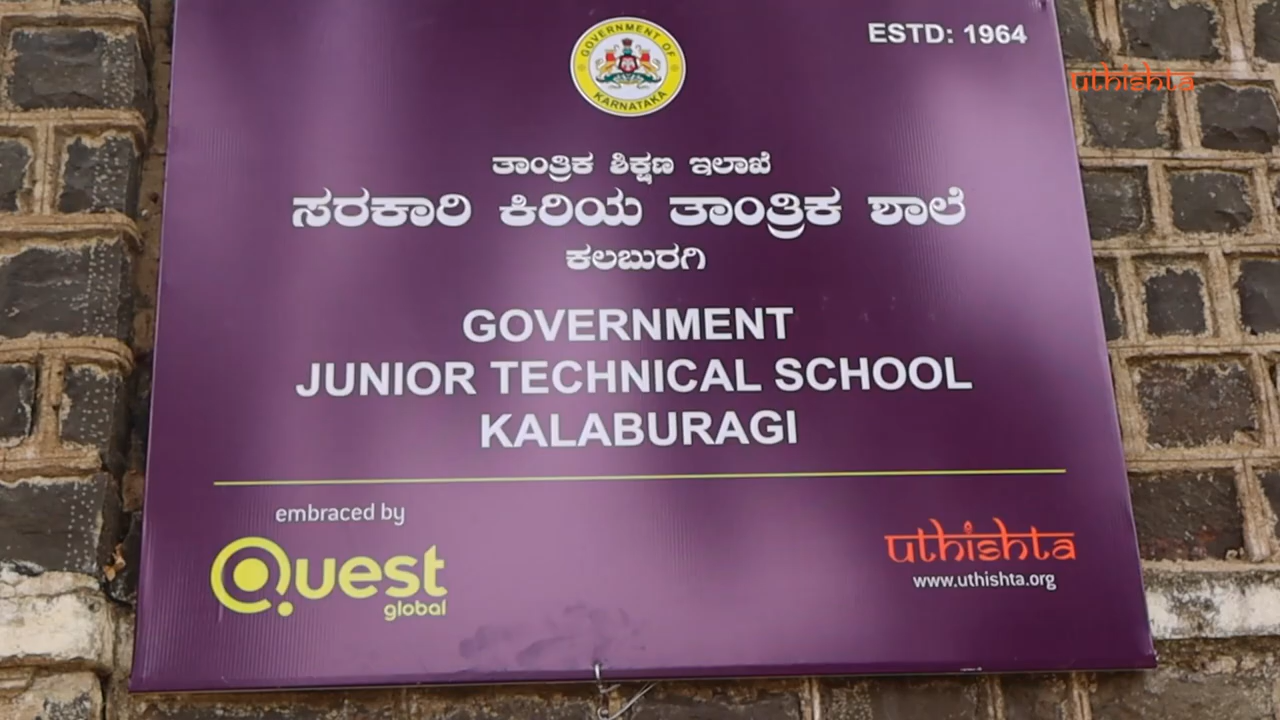 GOVERNMENT OF
KARNATAKA
ESTD: 1964
uthishta
ತಾಂತ್ರಿಕ ಶಿಕ್ಷಣ ಇಲಾಖೆ
ಸರಕಾರಿ ಕಿರಿಯ ತಾಂತ್ರಿಕ ಶಾಲೆ
ಕಲಬುರಗಿ
GOVERNMENT
JUNIOR TECHNICAL SCHOOL
KALABURAGI
embraced by
Quest
global
uthishta
www.uthishta.org